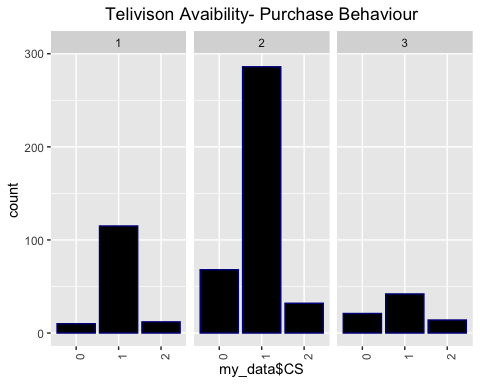 Telivison Avaibility- Purchase Behaviour
1 2 3
300
200
100
0
count
0 1 2 0 1 2 0 1 2
my_data$CS